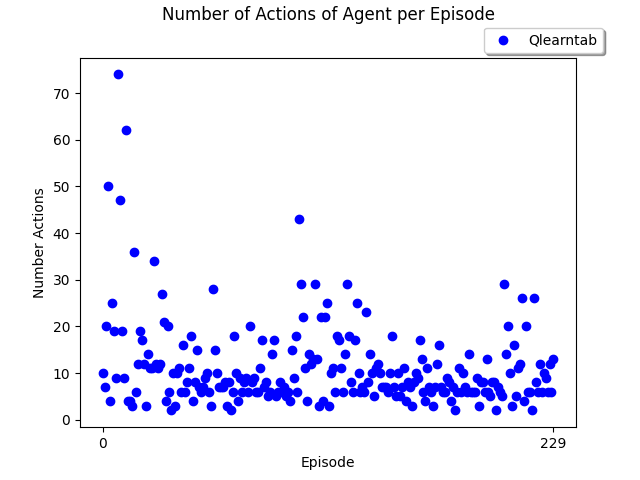 Number of Actions of Agent per Episode
Qlearntab
70
60
50
40
30
20
10
0
Number Actions
0 229
Episode